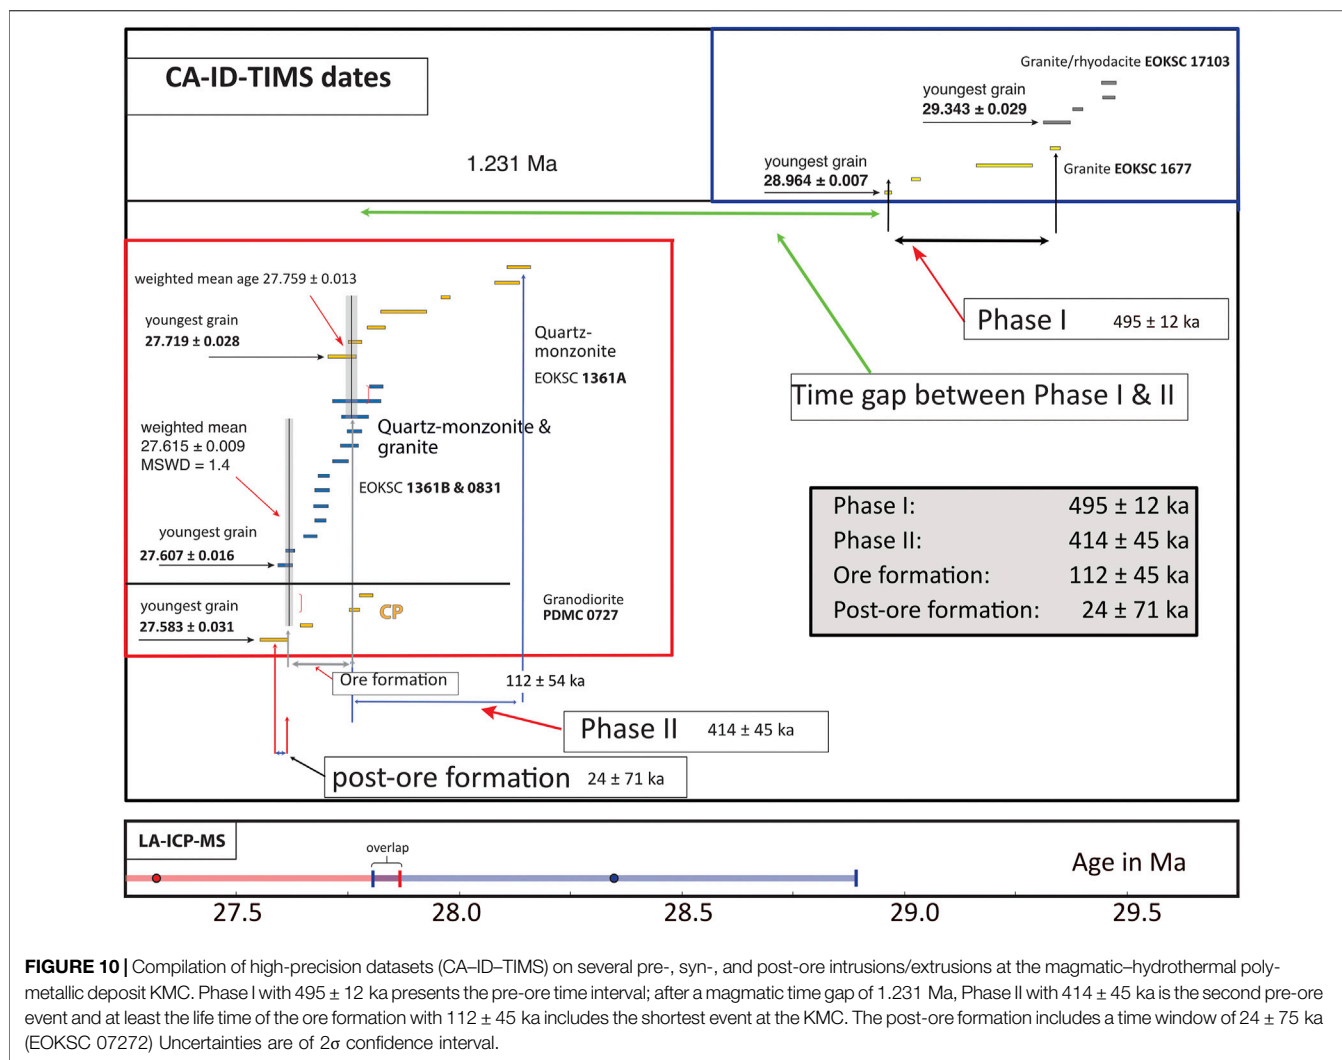 CA-ID-TIMS dates
1.231 Ma
Granite/rhyodacite EOKSC 17103
youngest grain
29.343 ± 0.029
youngest grain
28.964 ± 0.007
Granite EOKSC 1677
weighted mean age 27.759 ± 0.013
youngest grain
27.719 ± 0.028
Quartz-
monzonite
EOKSC 1361A
Phase I 495 ± 12 ka
Time gap between Phase I & II
weighted mean
27.615 ± 0.009
MSWD = 1.4
Quartz-monzonite &
granite
EOKSC 1361B & 0831
youngest grain
27.607 ± 0.016
youngest grain
27.583 ± 0.031
CP
Granodiorite
PDMC 0727
Phase I: 495 ± 12 ka
Phase II: 414 ± 45 ka
Ore formation: 112 ± 45 ka
Post-ore formation: 24 ± 71 ka
Ore formation
112 ± 54 ka
Phase II 414 ± 45 ka
post-ore formation 24 ± 71 ka
LA-ICP-MS
overlap
Age in Ma
27.5 28.0 28.5 29.0 29.5
FIGURE 10 | Compilation of high-precision datasets (CA–ID–TIMS) on several pre-, syn-, and post-ore intrusions/extrusions at the magmatic–hydrothermal poly-
metallic deposit KMC. Phase I with 495 ± 12 ka presents the pre-ore time interval; after a magmatic time gap of 1.231 Ma, Phase II with 414 ± 45 ka is the second pre-ore
event and at least the life time of the ore formation with 112 ± 45 ka includes the shortest event at the KMC. The post-ore formation includes a time window of 24 ± 75 ka
(EOKSC 07272) Uncertainties are of 2σ confidence interval.